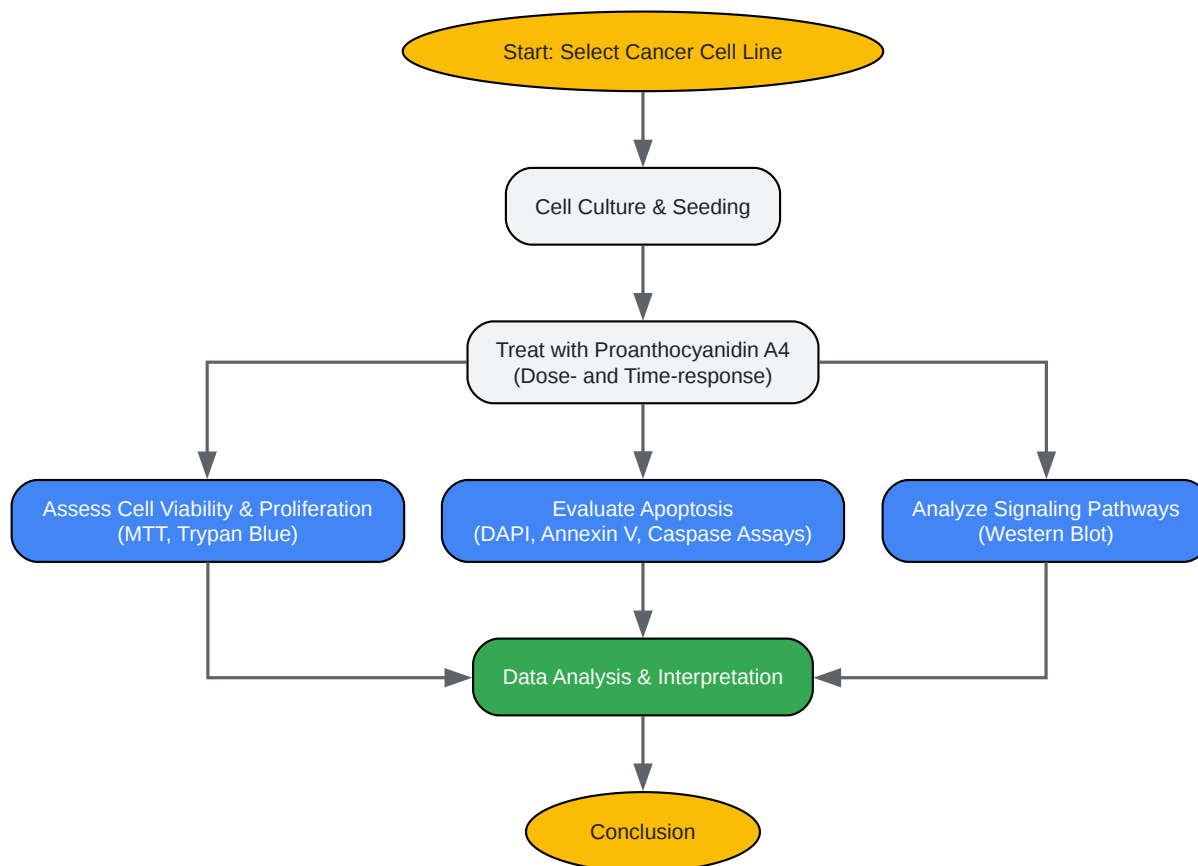 Start: Select Cancer Cell Line
Cell Culture & Seeding
Treat with Proanthocyanidin A4
(Dose- and Time-response)
Assess Cell Viability & Proliferation
(MTT, Trypan Blue)
Evaluate Apoptosis
(DAPI, Annexin V, Caspase Assays)
Analyze Signaling Pathways
(Western Blot)
Data Analysis & Interpretation
Conclusion